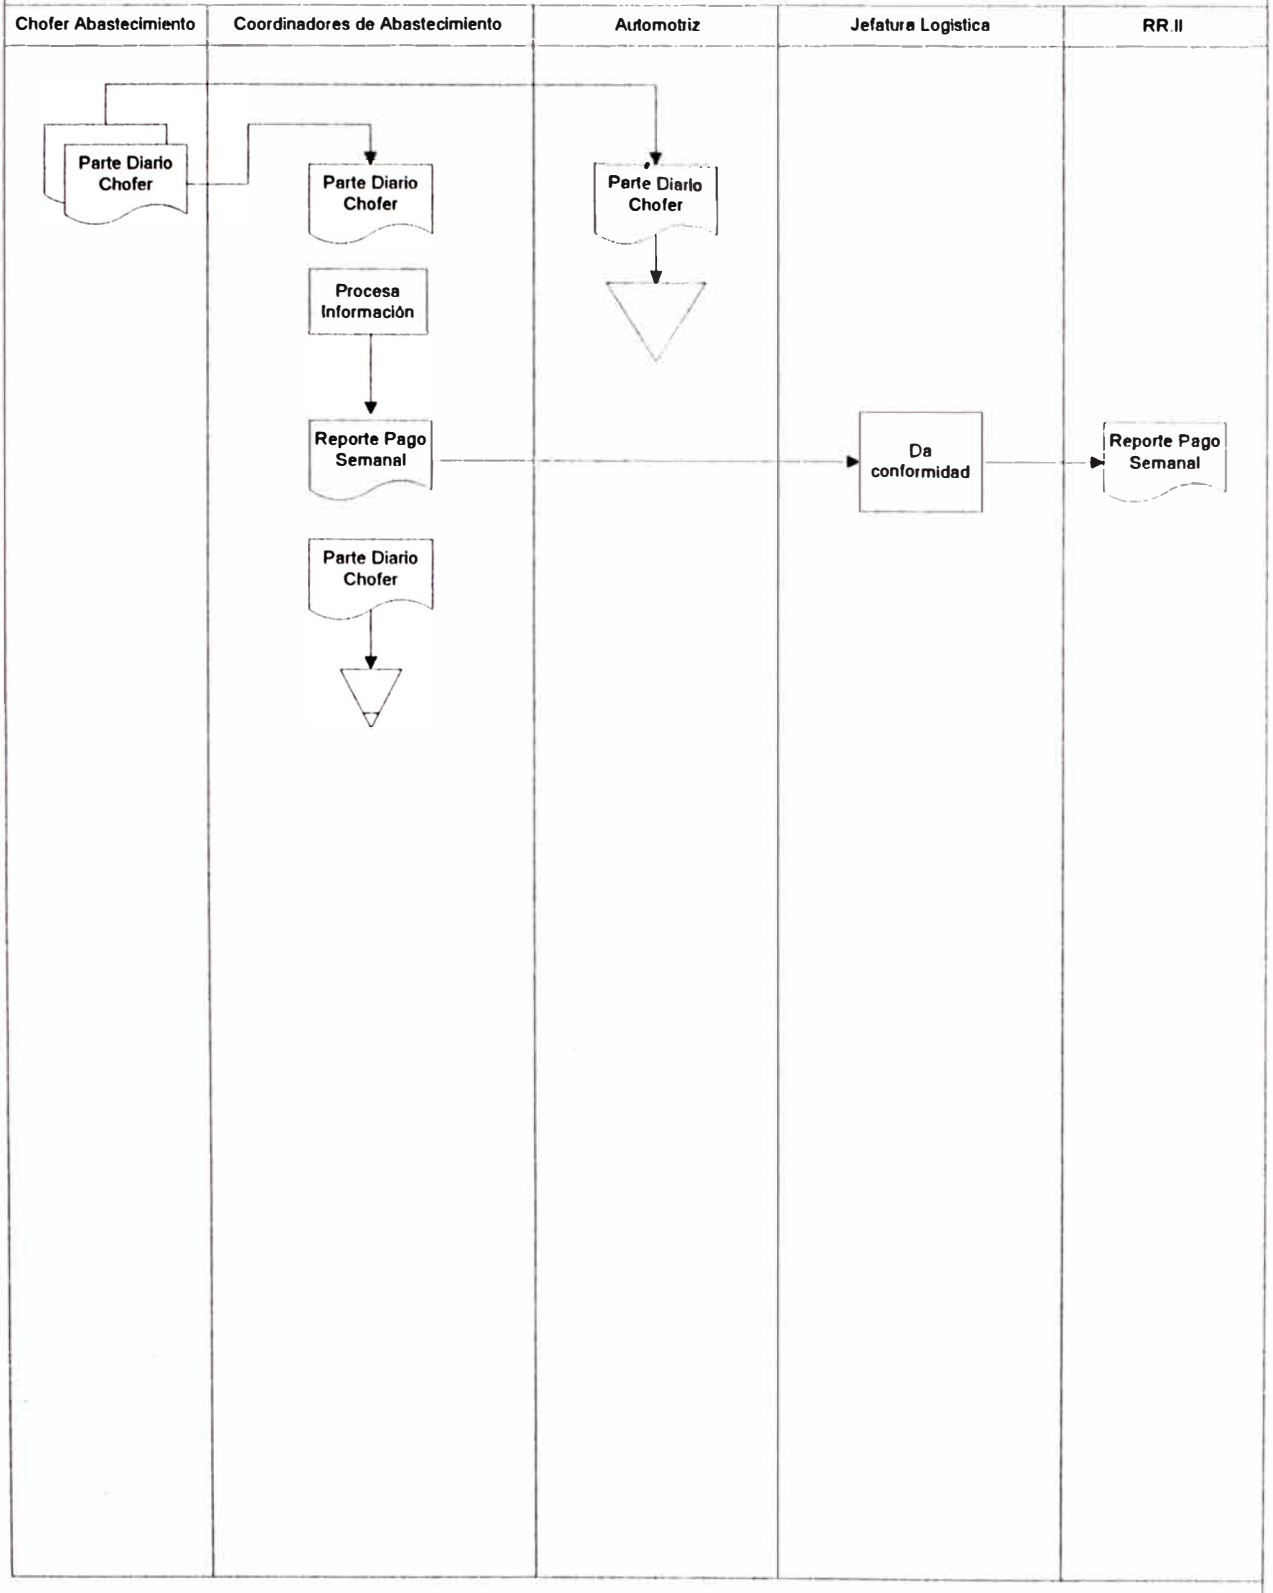 Chofer Abastecimiento
Coordinadores de Abastecimiento
Automotriz
Jefatura Logistica
RR.II
Parte Diario
Chofer
Parte Diario
Chofer
Parte Diario
Chofer
Procesa
Información
Reporte Pago
Semanal
Da
conformidad
Reporte Pago
Semanal
Parte Diario
Chofer